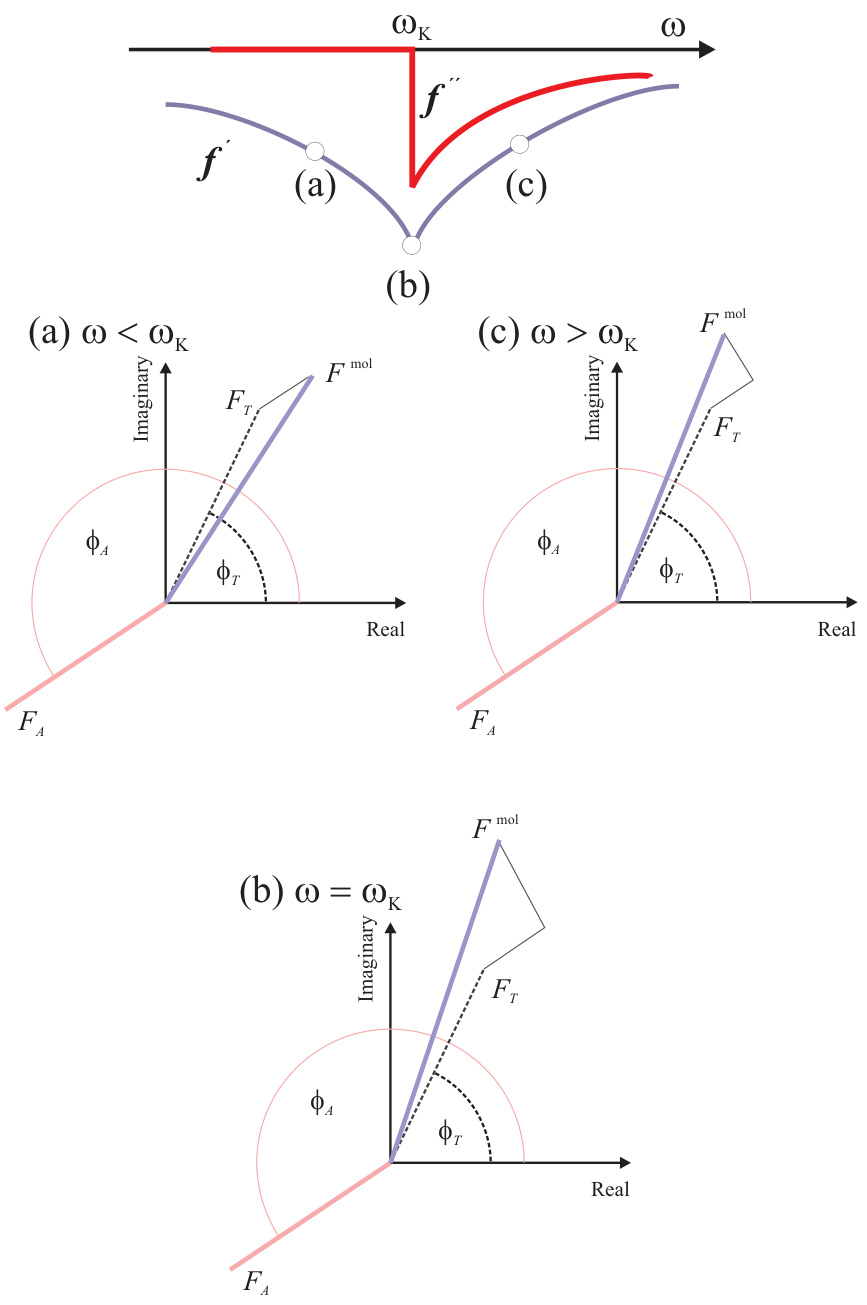 ω_K ω
f′′
f′
(a) (c)
(b)
(a) ω < ω_K
Imaginary
F_T
F^mol
ϕ_A
ϕ_T
Real
F_A
(c) ω > ω_K
Imaginary
F^mol
F_T
ϕ_A
ϕ_T
Real
F_A
(b) ω = ω_K
Imaginary
F^mol
F_T
ϕ_A
ϕ_T
Real
F_A